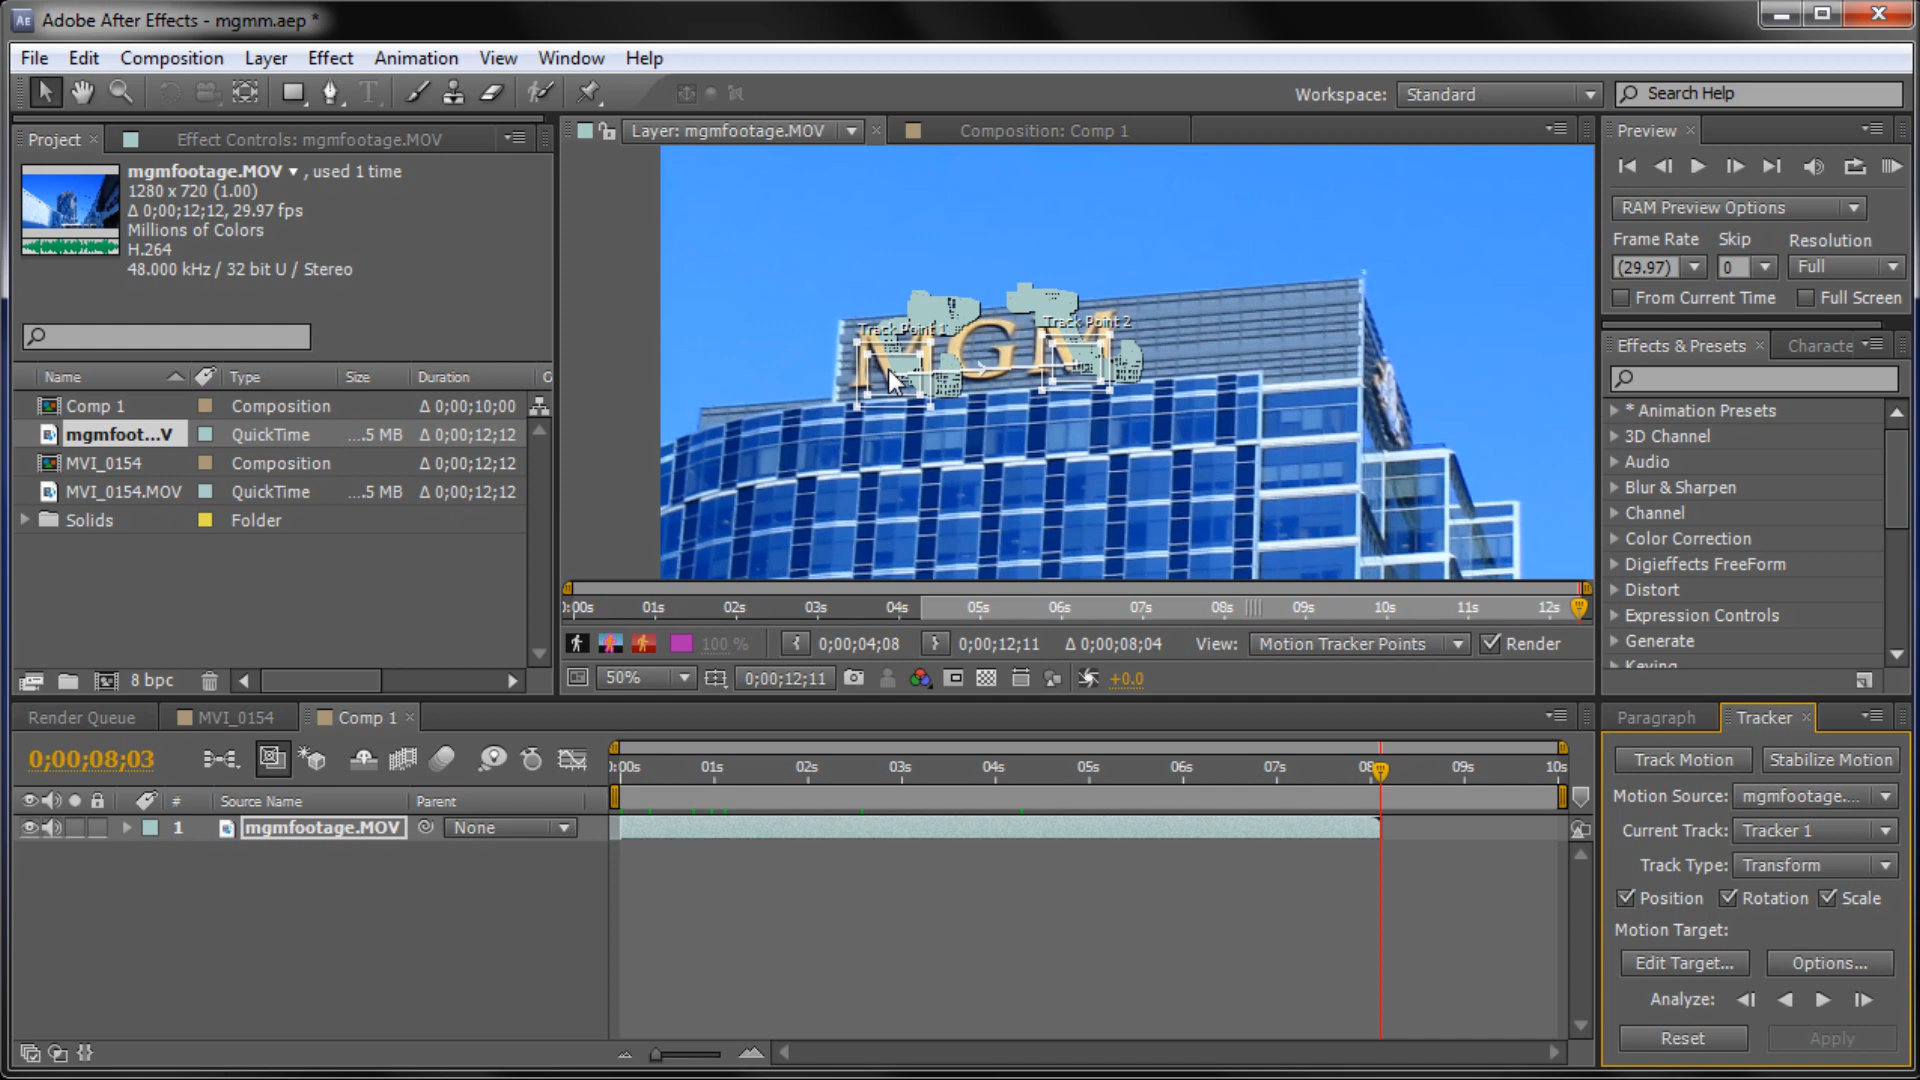 Adobe After Effects - mgmm.aep *
File Edit Composition Layer Effect Animation View Window Help
Workspace: Standard Search Help
Project Effect Controls: mgmfootage.MOV
mgmfootage.MOV , used 1 time
1280 x 720 (1.00)
Δ 0;00;12;12, 29.97 fps
Millions of Colors
H.264
48.000 kHz / 32 bit U / Stereo
Name Type Size Duration
Comp 1 Composition Δ 0;00;10;00
mgmfoot...V QuickTime ....5 MB Δ 0;00;12;12
MVI_0154 Composition Δ 0;00;12;12
MVI_0154.MOV QuickTime ....5 MB Δ 0;00;12;12
Solids Folder
8 bpc
Layer: mgmfootage.MOV Composition: Comp 1
Track Point 1 Track Point 2
MGM
:00s 01s 02s 03s 04s 05s 06s 07s 08s 09s 10s 11s 12s
100 % 0;00;04;08 0;00;12;11 Δ 0;00;08;04 View: Motion Tracker Points Render
50% 0;00;12;11 +0.0
Preview
RAM Preview Options
Frame Rate Skip Resolution
(29.97) 0 Full
From Current Time Full Screen
Effects & Presets Characte
* Animation Presets
3D Channel
Audio
Blur & Sharpen
Channel
Color Correction
Digieffects FreeForm
Distort
Expression Controls
Generate
Keying
Render Queue MVI_0154 Comp 1
0;00;08;03
:00s 01s 02s 03s 04s 05s 06s 07s 08 09s 10s
# Source Name Parent
1 mgmfootage.MOV None
Paragraph Tracker
Track Motion Stabilize Motion
Motion Source: mgmfootage....
Current Track: Tracker 1
Track Type: Transform
Position Rotation Scale
Motion Target:
Edit Target... Options...
Analyze:
Reset Apply